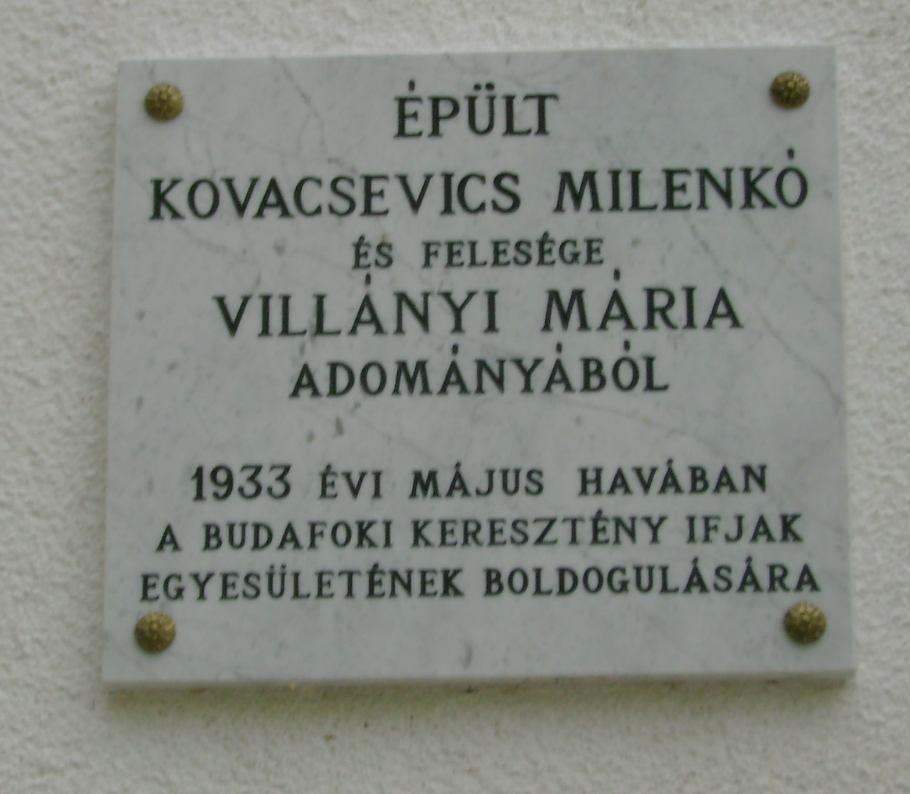 ÉPÜLT
KOVACSEVICS MILENKÓ
ÉS FELESÉGE
VILLÁNYI MÁRIA
ADOMÁNYÁBÓL
1933 ÉVI MÁJUS HAVÁBAN
A BUDAFOKI KERESZTÉNY IFJAK
EGYESÜLETÉNEK BOLDOGULÁSÁRA